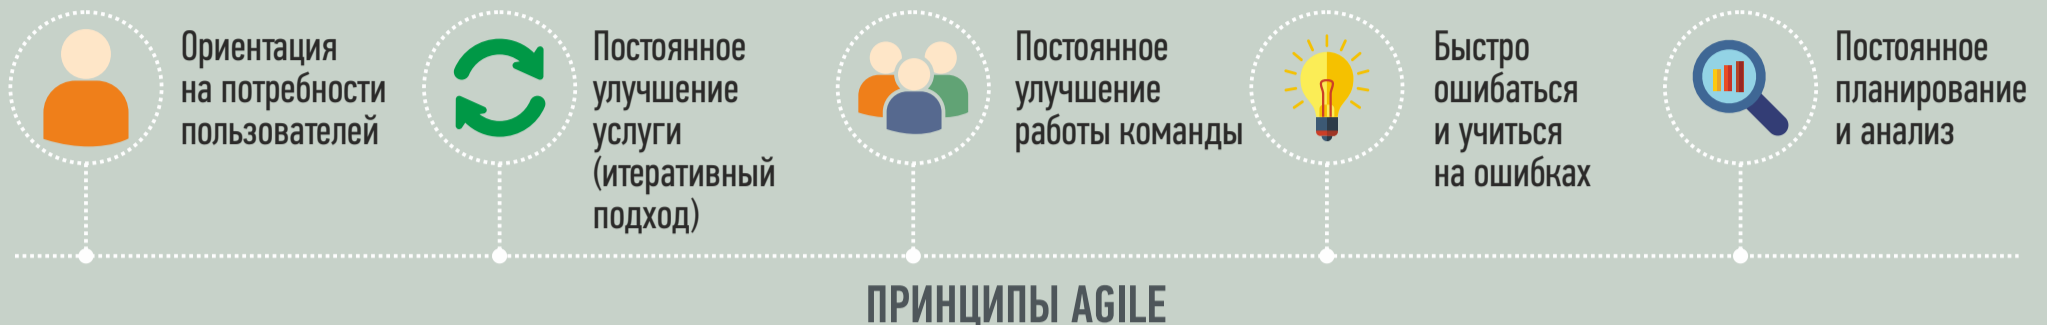 Ориентация
на потребности
пользователей
Постоянное
улучшение
услуги
(итеративный
подход)
Постоянное
улучшение
работы команды
Быстро
ошибаться
и учиться
на ошибках
Постоянное
планирование
и анализ
ПРИНЦИПЫ AGILE